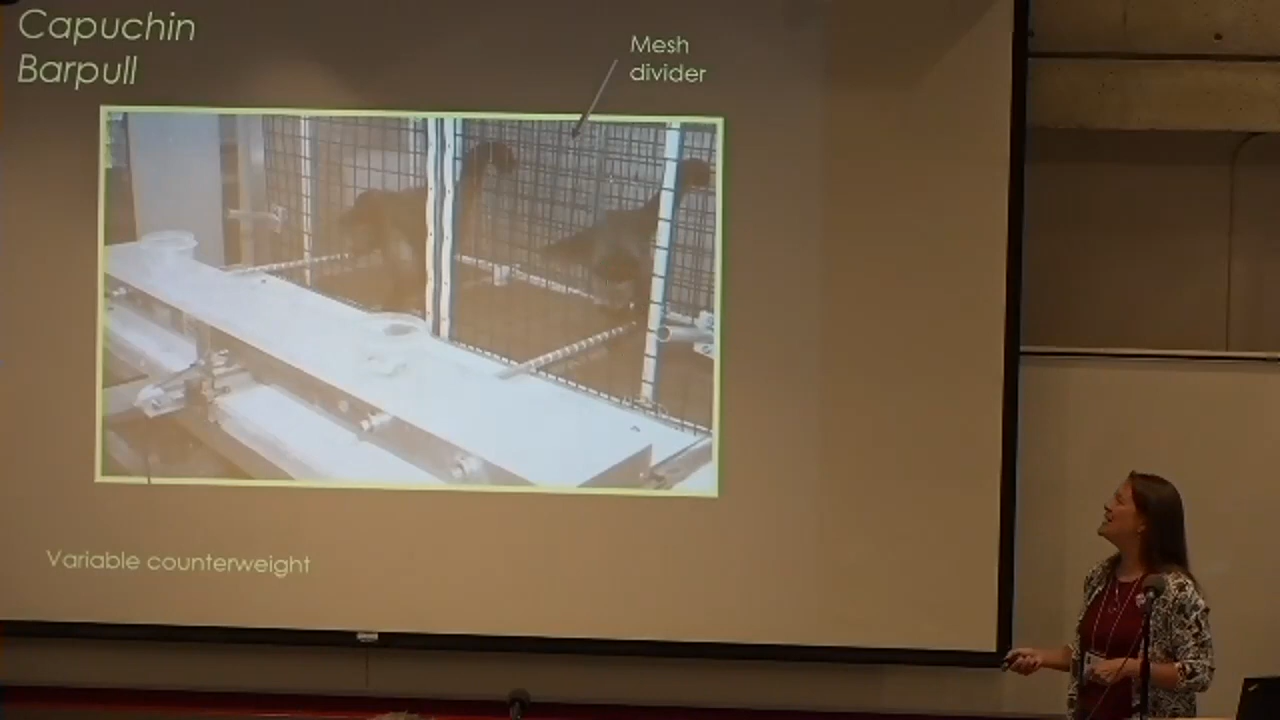 Capuchin
Barpull
Mesh
divider
Variable counterweight